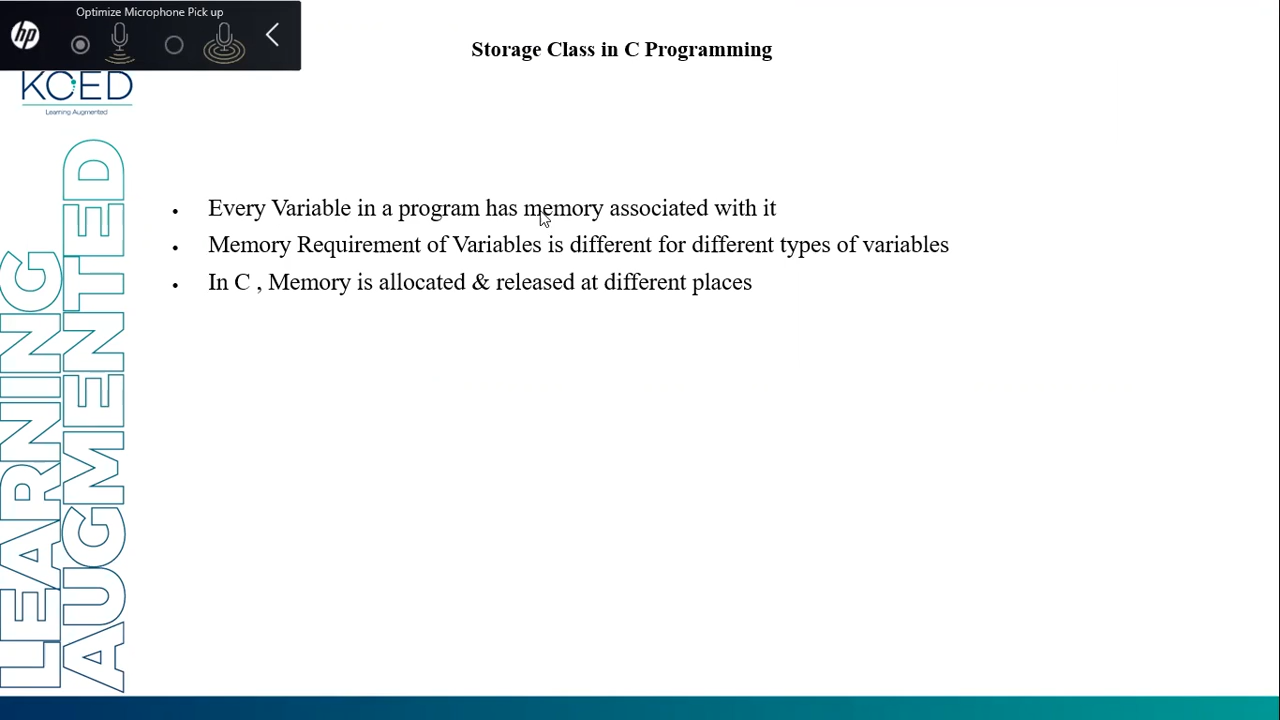 Optimize Microphone Pick up
hp
Storage Class in C Programming
KCED
Learning Augmented
LEARNING
AUGMENTED
• Every Variable in a program has memory associated with it
• Memory Requirement of Variables is different for different types of variables
• In C , Memory is allocated & released at different places